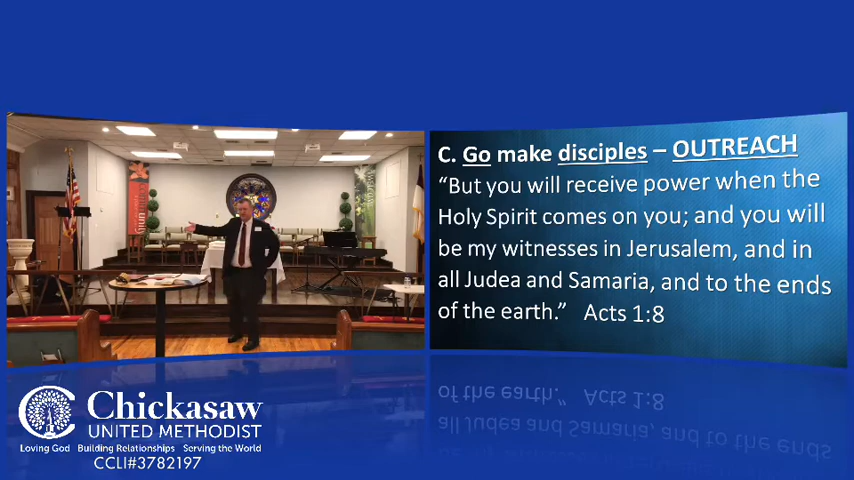 C. Go make disciples – OUTREACH
“But you will receive power when the
Holy Spirit comes on you; and you will
be my witnesses in Jerusalem, and in
all Judea and Samaria, and to the ends
of the earth.” Acts 1:8
Chickasaw
UNITED METHODIST
Loving God Building Relationships Serving the World
CCLI#3782197